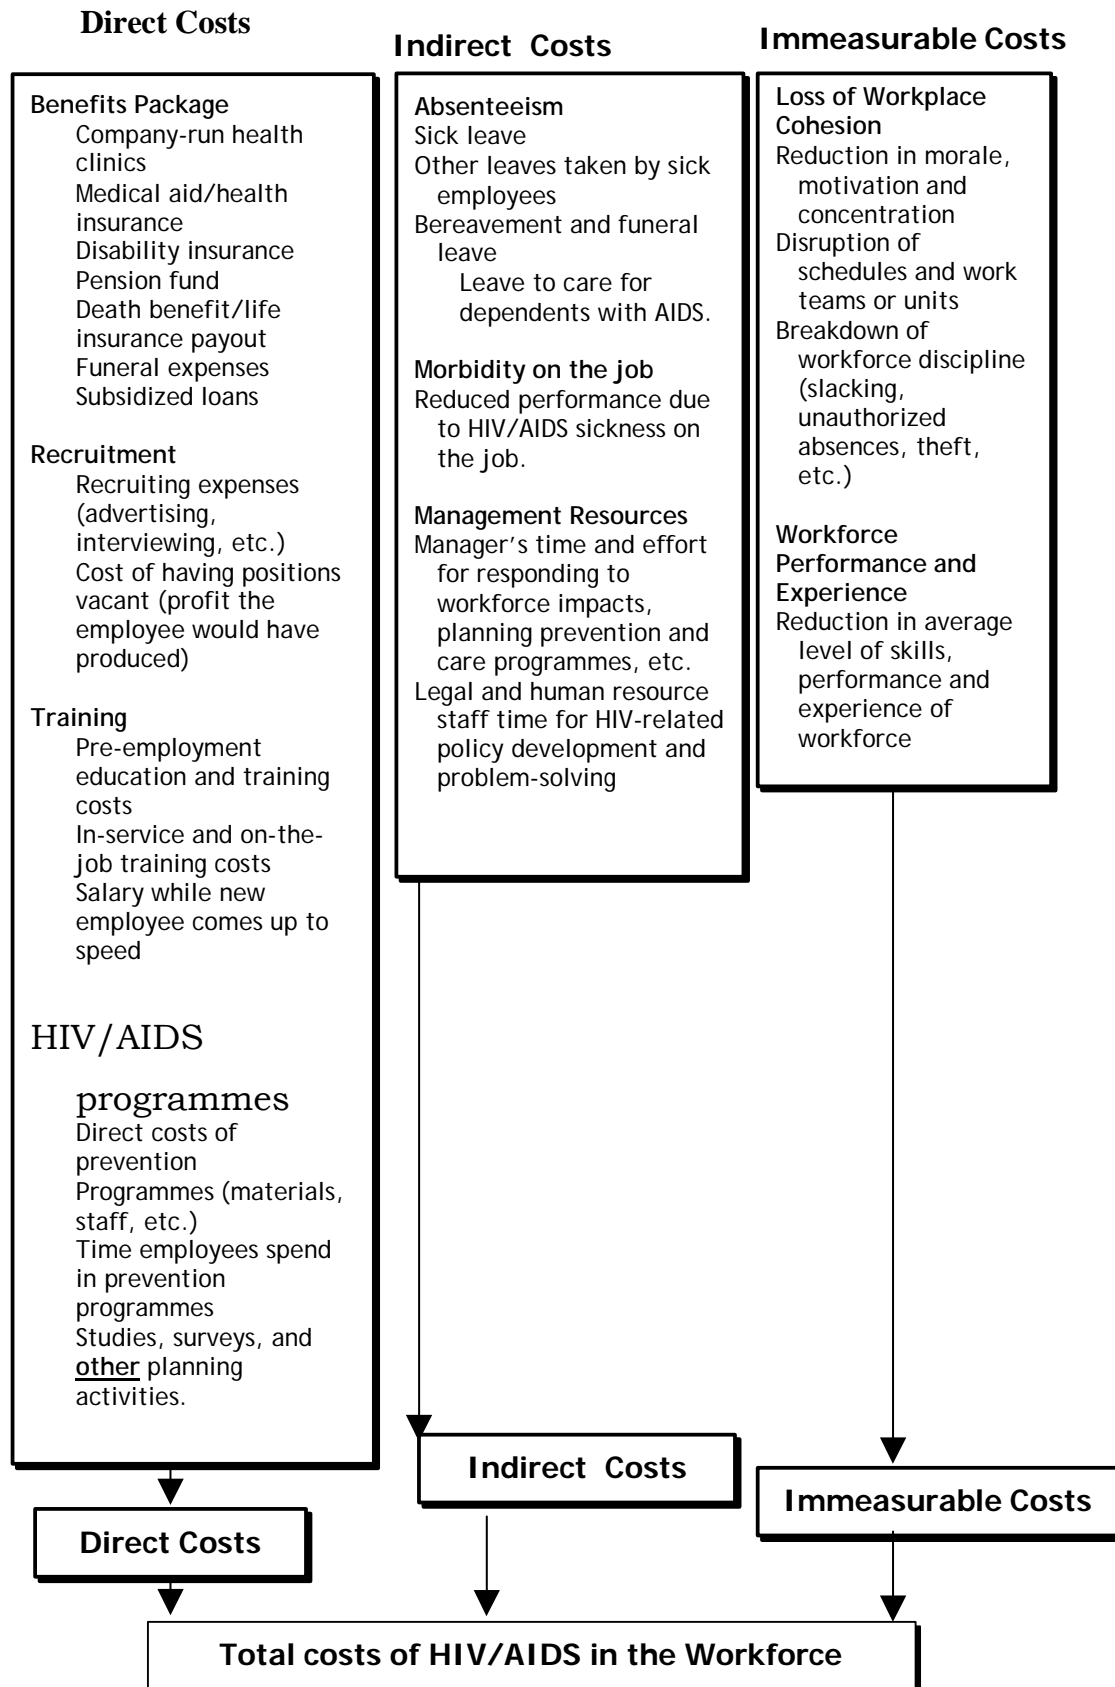 Direct Costs
Benefits Package
Company-run health
clinics
Medical aid/health
insurance
Disability insurance
Pension fund
Death benefit/life
insurance payout
Funeral expenses
Subsidized loans
Recruitment
Recruiting expenses
(advertising,
interviewing, etc.)
Cost of having positions
vacant (profit the
employee would have
produced)
Training
Pre-employment
education and training
costs
In-service and on-the-
job training costs
Salary while new
employee comes up to
speed
HIV/AIDS
programmes
Direct costs of
prevention
Programmes (materials,
staff, etc.)
Time employees spend
in prevention
programmes
Studies, surveys, and
other planning
activities.
Indirect Costs
Absenteeism
Sick leave
Other leaves taken by sick
employees
Bereavement and funeral
leave
Leave to care for
dependents with AIDS.
Morbidity on the job
Reduced performance due
to HIV/AIDS sickness on
the job.
Management Resources
Manager's time and effort
for responding to
workforce impacts,
planning prevention and
care programmes, etc.
Legal and human resource
staff time for HIV-related
policy development and
problem-solving
Immeasurable Costs
Loss of Workplace
Cohesion
Reduction in morale,
motivation and
concentration
Disruption of
schedules and work
teams or units
Breakdown of
workforce discipline
(slacking,
unauthorized
absences, theft,
etc.)
Workforce
Performance and
Experience
Reduction in average
level of skills,
performance and
experience of
workforce
Direct Costs
Indirect Costs
Immeasurable Costs
Total costs of HIV/AIDS in the Workforce